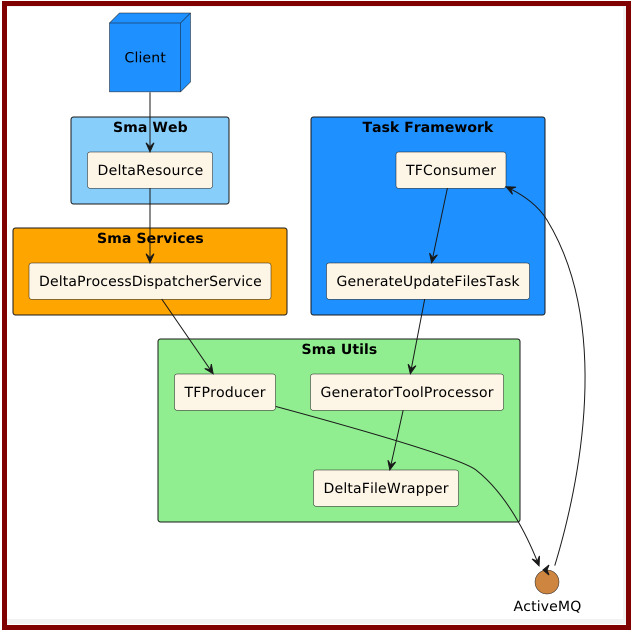 Client
Sma Web
DeltaResource
Task Framework
TFConsumer
Sma Services
DeltaProcessDispatcherService
GenerateUpdateFilesTask
Sma Utils
TFProducer
GeneratorToolProcessor
DeltaFileWrapper
ActiveMQ